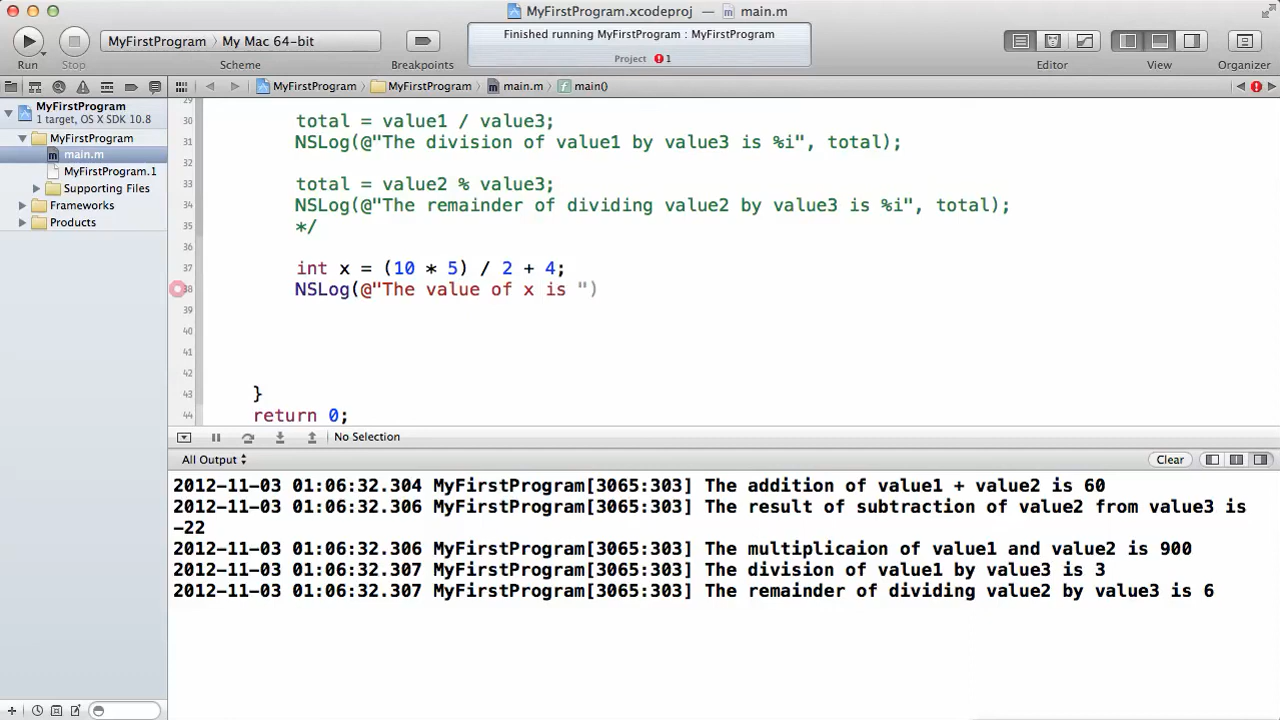 MyFirstProgram.xcodeproj — main.m
MyFirstProgram My Mac 64-bit
Finished running MyFirstProgram : MyFirstProgram
Project 1
Run Stop Scheme Breakpoints Editor View Organizer
MyFirstProgram MyFirstProgram main.m main()
MyFirstProgram
1 target, OS X SDK 10.8
MyFirstProgram
main.m
MyFirstProgram.1
Supporting Files
Frameworks
Products
29
30 total = value1 / value3;
31 NSLog(@"The division of value1 by value3 is %i", total);
32
33 total = value2 % value3;
34 NSLog(@"The remainder of dividing value2 by value3 is %i", total);
35 */
36
37 int x = (10 * 5) / 2 + 4;
38 NSLog(@"The value of x is ")
39
40
41
42
43 }
44 return 0;
No Selection
All Output Clear
2012-11-03 01:06:32.304 MyFirstProgram[3065:303] The addition of value1 + value2 is 60
2012-11-03 01:06:32.306 MyFirstProgram[3065:303] The result of subtraction of value2 from value3 is
-22
2012-11-03 01:06:32.306 MyFirstProgram[3065:303] The multiplicaion of value1 and value2 is 900
2012-11-03 01:06:32.307 MyFirstProgram[3065:303] The division of value1 by value3 is 3
2012-11-03 01:06:32.307 MyFirstProgram[3065:303] The remainder of dividing value2 by value3 is 6